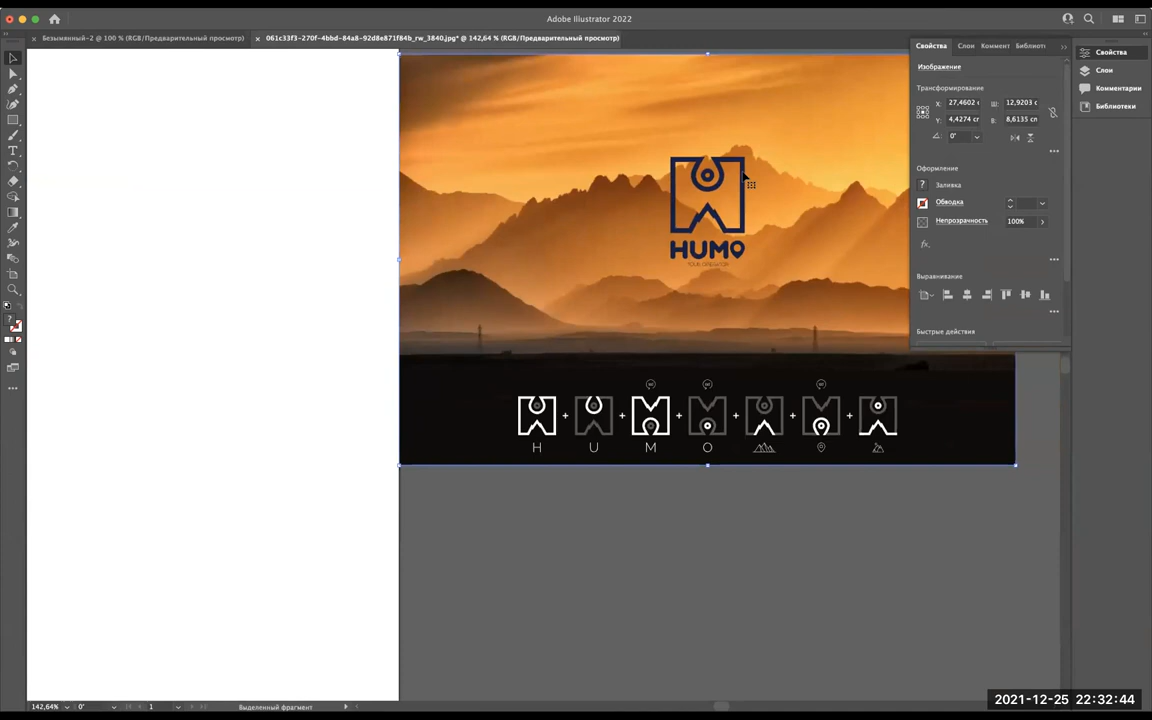 Adobe Illustrator 2022
Безымянный-2 @ 100 % (RGB/Предварительный просмотр)
061c33f3-270f-4bbd-84a8-92d8e871f84b_rw_3840.jpg* @ 142,64 % (RGB/Предварительный просмотр)
Свойства Слои Коммент Библиот
Свойства
Слои
Комментарии
Библиотеки
Изображение
Трансформирование
X: 27,4602 с Ш: 12,9203 с
Y: 4,4274 сп В: 8,6135 сп
0°
Оформление
Заливка
Обводка
Непрозрачность 100%
fx.
Выравнивание
Быстрые действия
HUMO
H U M O
142,64% 0° 1 Выделенный фрагмент
2021-12-25 22:32:44